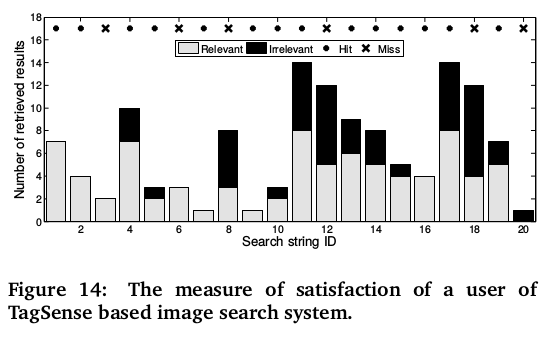 18
16
14
12
10
8
6
4
2
0
Number of retrieved results
Relevant Irrelevant Hit Miss
2 4 6 8 10 12 14 16 18 20
Search string ID
Figure 14: The measure of satisfaction of a user of
TagSense based image search system.